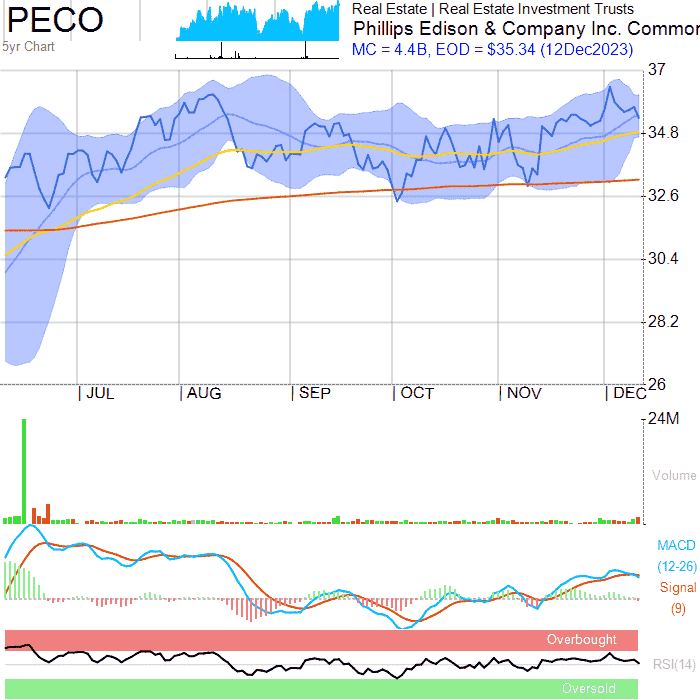 PECO
5yr Chart
Real Estate | Real Estate Investment Trusts
Phillips Edison & Company Inc. Common
MC = 4.4B, EOD = $35.34 (12Dec2023)
37
34.8
32.6
30.4
28.2
26
JUL
AUG
SEP
OCT
NOV
DEC
24M
Volume
MACD
(12-26)
Signal
(9)
Overbought
RSI(14)
Oversold